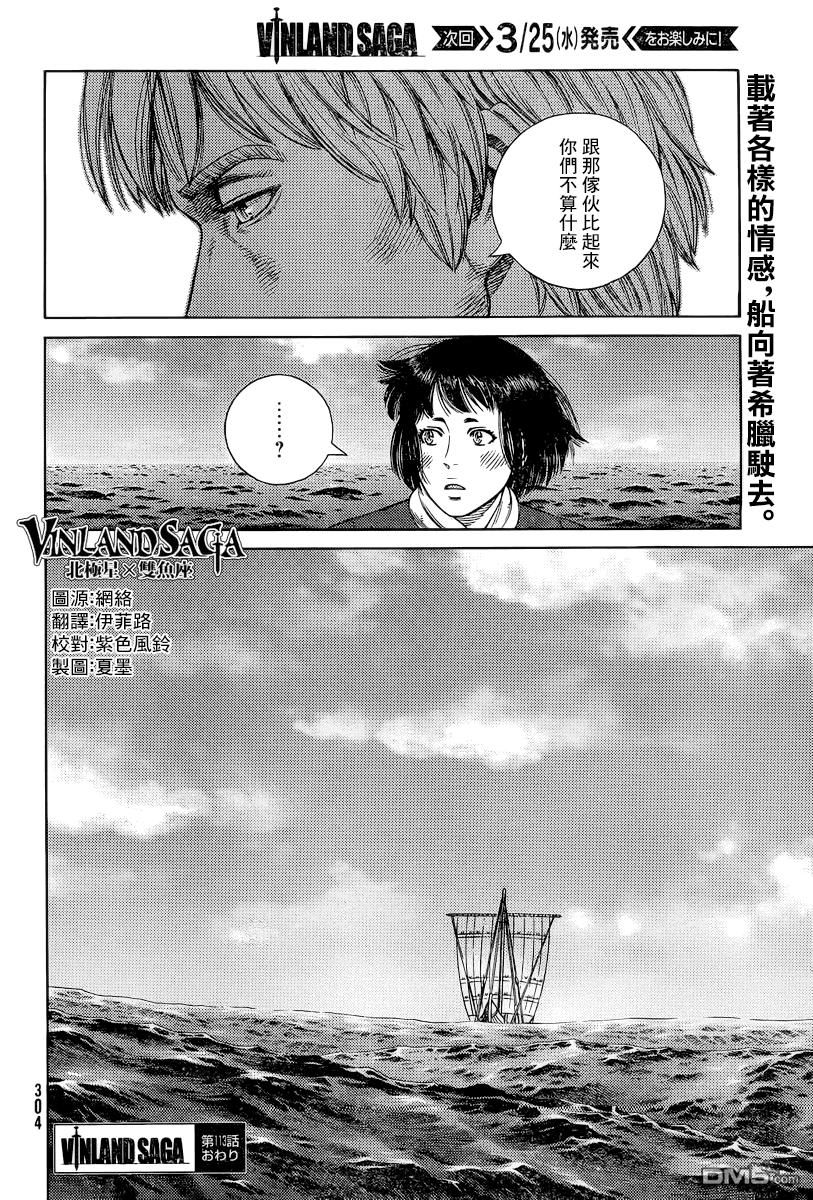 VINLAND SAGA 次回 3/25(水)発売 をお楽しみに!
載著各樣的情感,船向著希臘駛去。
跟那傢伙比起來
你們不算什麼
……?
VINLAND SAGA
北極星×雙魚座
圖源:網絡
翻譯:伊菲路
校對:紫色風鈴
製圖:夏墨
304
VINLAND SAGA 第113話
おわり